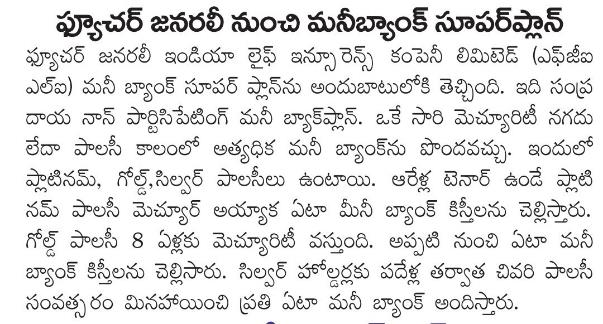 ఫ్యూచర్ జనరలీ నుంచి మనీబ్యాంక్ సూపర్‌ప్లాన్
ఫ్యూచర్ జనరలీ ఇండియా లైఫ్ ఇన్సూరెన్స్ కంపెనీ లిమిటెడ్ (ఎఫ్‌జీఐ
ఎల్‌ఐ) మనీ బ్యాంక్ సూపర్ ప్లాన్‌ను అందుబాటులోకి తెచ్చింది. ఇది సంప్ర
దాయ నాన్ పార్టిసిపేటింగ్ మనీ బ్యాక్‌ప్లాన్. ఒకే సారి మెచ్యూరిటీ నగదు
లేదా పాలసీ కాలంలో అత్యధిక మనీ బ్యాంక్‌ను పొందవచ్చు. ఇందులో
ప్లాటినమ్, గోల్డ్,సిల్వర్ పాలసీలు ఉంటాయి. ఆరేళ్ల టెనార్ ఉండే ప్లాటి
నమ్ పాలసీ మెచ్యూర్ అయ్యాక ఏటా మీనీ బ్యాంక్ కిస్తీలను చెల్లిస్తారు.
గోల్డ్ పాలసీ 8 ఏళ్లకు మెచ్యూరిటీ వస్తుంది. అప్పటి నుంచి ఏటా మనీ
బ్యాంక్ కిస్తీలను చెల్లిసారు. సిల్వర్ హోల్డర్లకు పదేళ్ల తర్వాత చివరి పాలసీ
సంవత్సరం మినహాయించి ప్రతి ఏటా మనీ బ్యాంక్ అందిస్తారు.